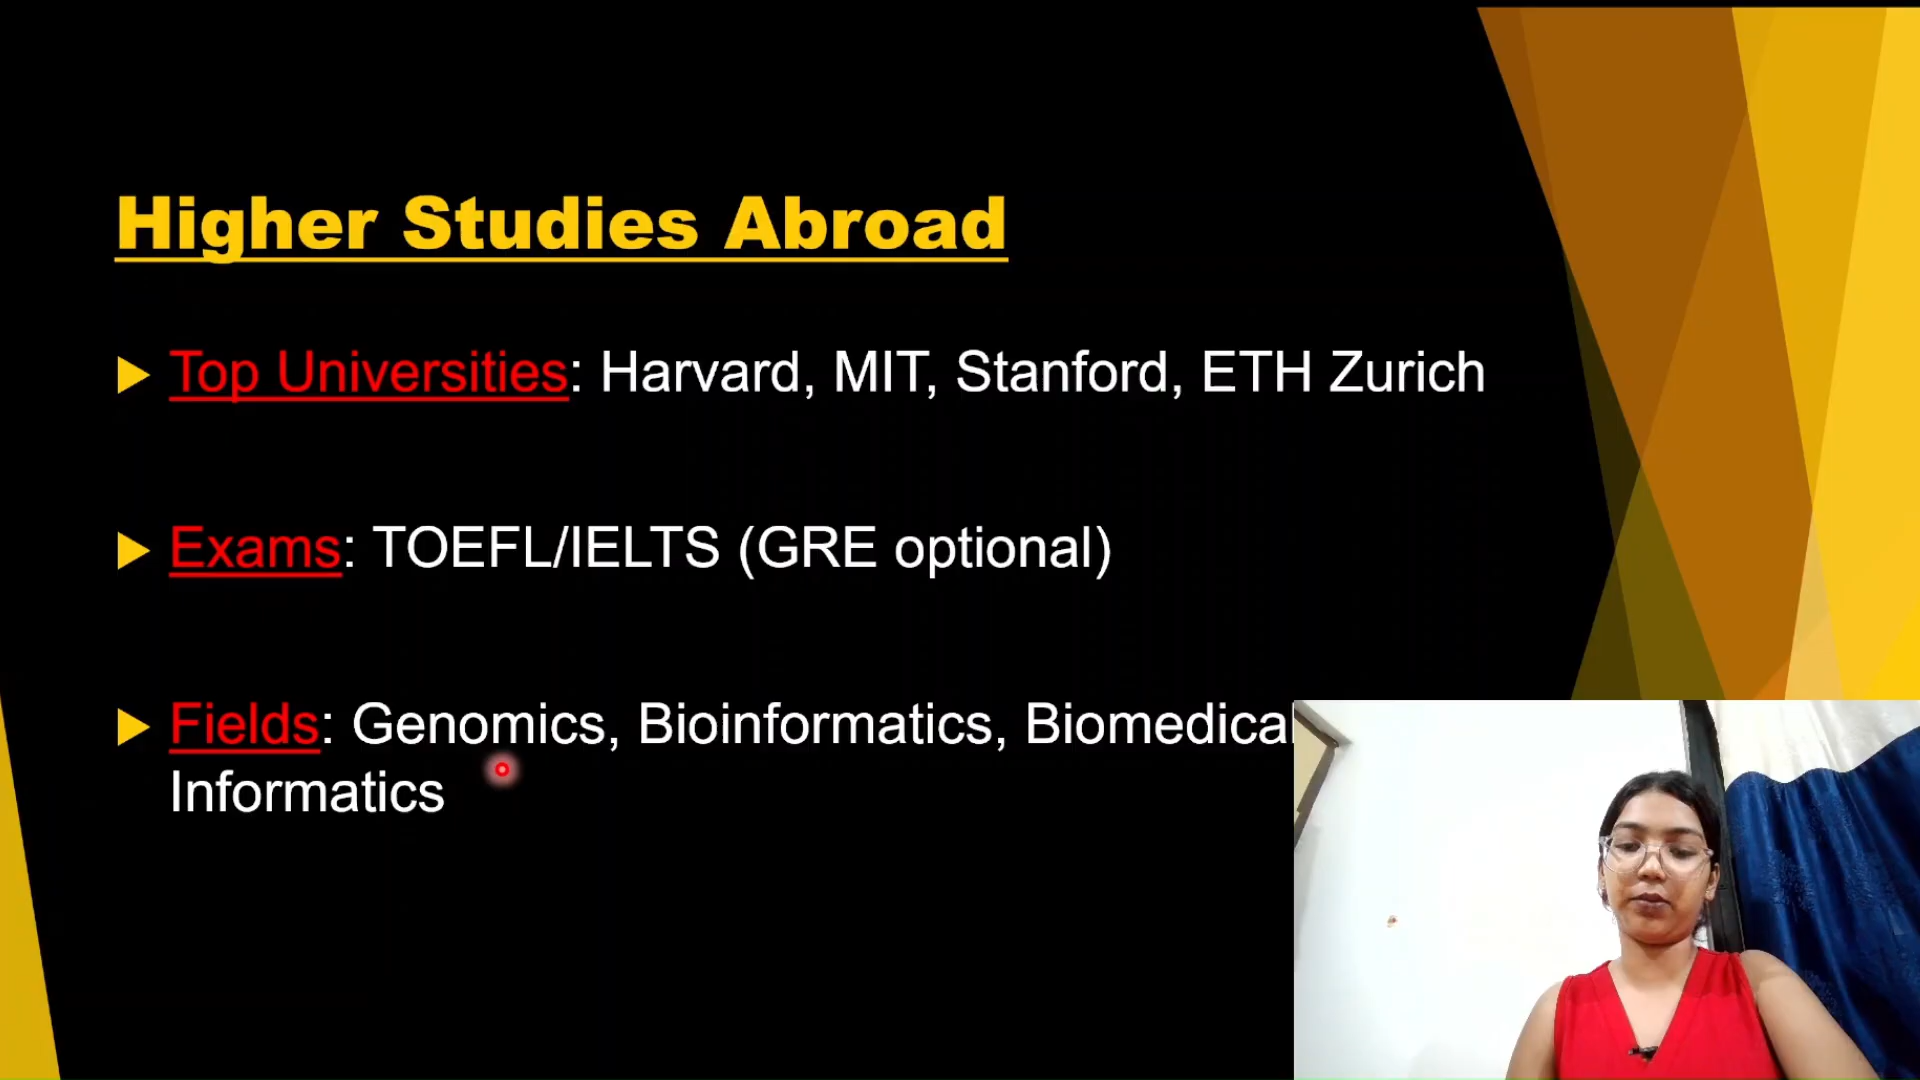 Higher Studies Abroad
Top Universities: Harvard, MIT, Stanford, ETH Zurich
Exams: TOEFL/IELTS (GRE optional)
Fields: Genomics, Bioinformatics, Biomedical
Informatics